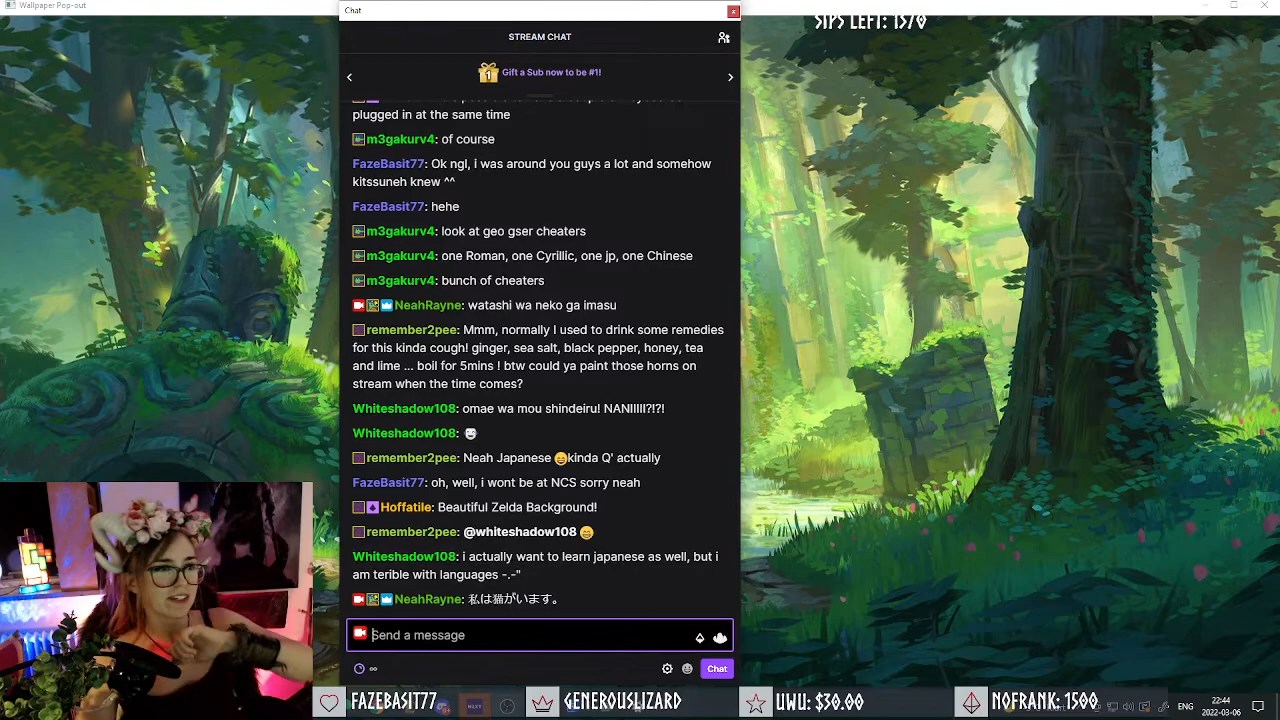 Wallpaper Pop-out
Chat
SIPS LEFT: 1570
STREAM CHAT
1 Gift a Sub now to be #1!
plugged in at the same time
m3gakurv4: of course
FazeBasit77: Ok ngl, i was around you guys a lot and somehow
kitssuneh knew ^^
FazeBasit77: hehe
m3gakurv4: look at geo gser cheaters
m3gakurv4: one Roman, one Cyrillic, one jp, one Chinese
m3gakurv4: bunch of cheaters
NeahRayne: watashi wa neko ga imasu
remember2pee: Mmm, normally I used to drink some remedies
for this kinda cough! ginger, sea salt, black pepper, honey, tea
and lime ... boil for 5mins ! btw could ya paint those horns on
stream when the time comes?
Whiteshadow108: omae wa mou shindeiru! NANIIIII?!?!
Whiteshadow108:
remember2pee: Neah Japanese 😄kinda Q' actually
FazeBasit77: oh, well, i wont be at NCS sorry neah
Hoffatile: Beautiful Zelda Background!
remember2pee: @whiteshadow108 😄
Whiteshadow108: i actually want to learn japanese as well, but i
am terible with languages -.-"
NeahRayne: 私は猫がいます。
Send a message
∞
Chat
FAZEBASIT77
GENEROUSLIZARD
UWU: $30.00
NOFRANK: 1500
ENG
22:44
2022-03-06